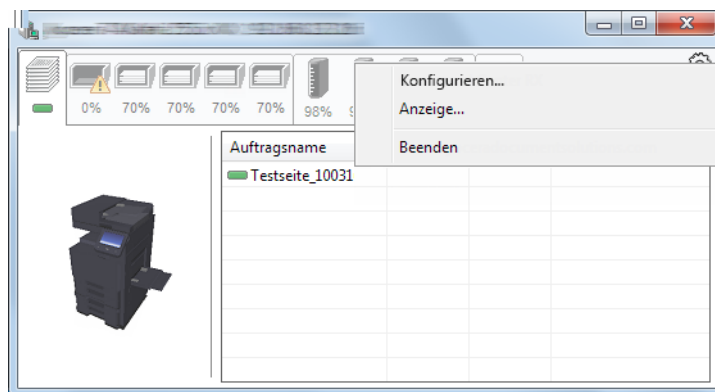 0% 70% 70% 70% 70% 98%
Konfigurieren...
Anzeige...
Beenden
Auftragsname
Testseite_10031